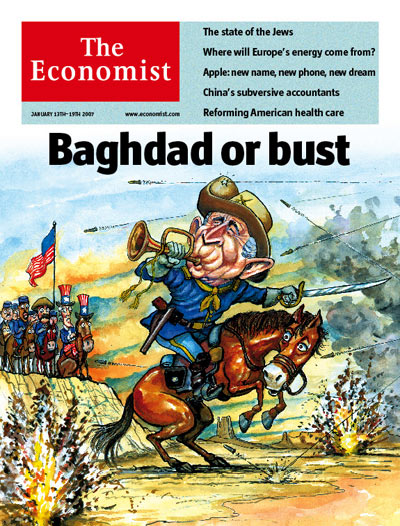 The
Economist
JANUARY 13TH–19TH 2007
www.economist.com
The state of the Jews
Where will Europe's energy come from?
Apple: new name, new phone, new dream
China's subversive accountants
Reforming American health care
Baghdad or bust